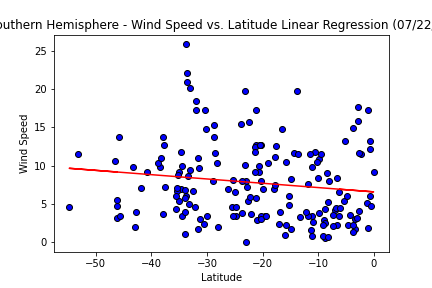 outhern Hemisphere - Wind Speed vs. Latitude Linear Regression (07/22/
25
20
15
10
5
0
Wind Speed
−50 −40 −30 −20 −10 0
Latitude